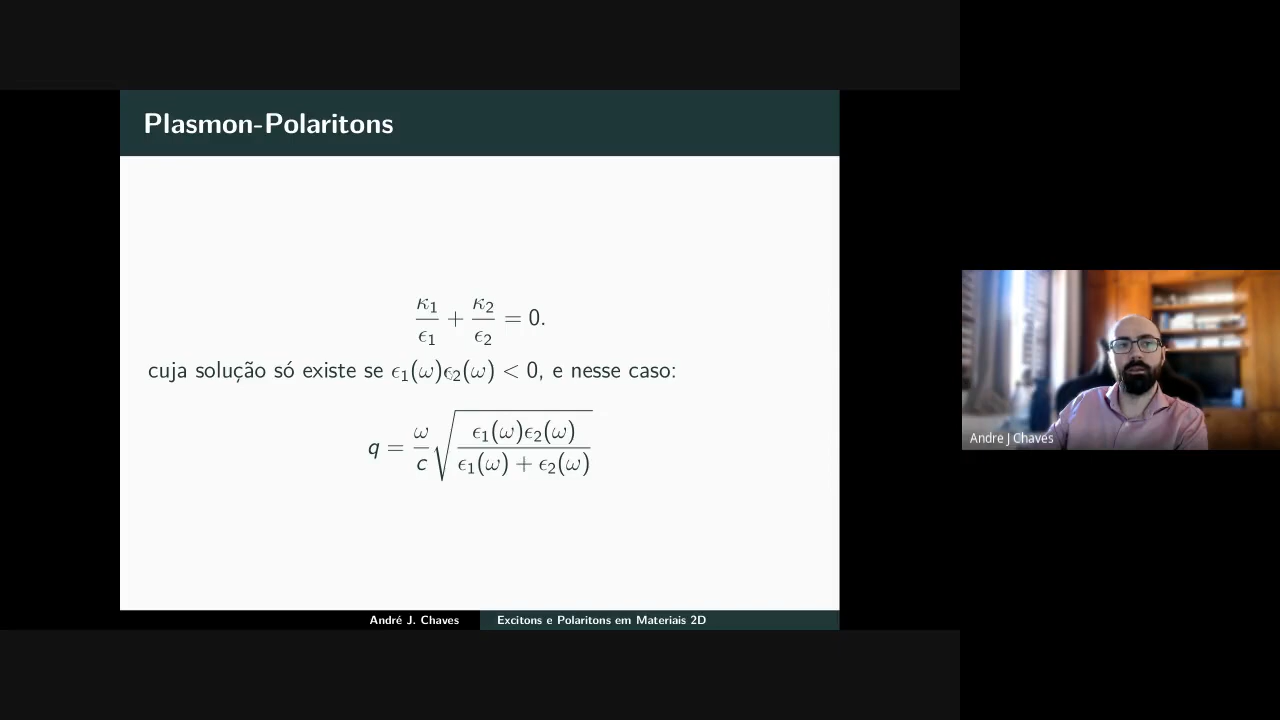 Plasmon-Polaritons
κ₁/ϵ₁ + κ₂/ϵ₂ = 0.
cuja solução só existe se ϵ₁(ω)ϵ₂(ω) < 0, e nesse caso:
q = ω/c √(ϵ₁(ω)ϵ₂(ω)/(ϵ₁(ω) + ϵ₂(ω)))
Andre J Chaves
André J. Chaves
Excitons e Polaritons em Materiais 2D